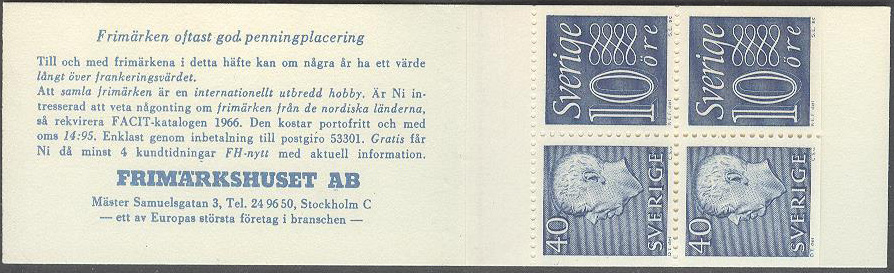 Frimärken oftast god penningplacering
Till och med frimärkena i detta häfte kan om några år ha ett värde
långt över frankeringsvärdet.
Att samla frimärken är en internationellt utbredd hobby. Är Ni in-
tresserad att veta någonting om frimärken från de nordiska länderna,
så rekvirera FACIT-katalogen 1966. Den kostar portofritt och med
oms 14:95. Enklast genom inbetalning till postgiro 53301. Gratis får
Ni då minst 4 kundtidningar FH-nytt med aktuell information.
FRIMÄRKSHUSET AB
Mäster Samuelsgatan 3, Tel. 24 96 50, Stockholm C
— ett av Europas största företag i branschen —
Sverige
10 öre
Sverige
10 öre
40
SVERIGE
40
SVERIGE